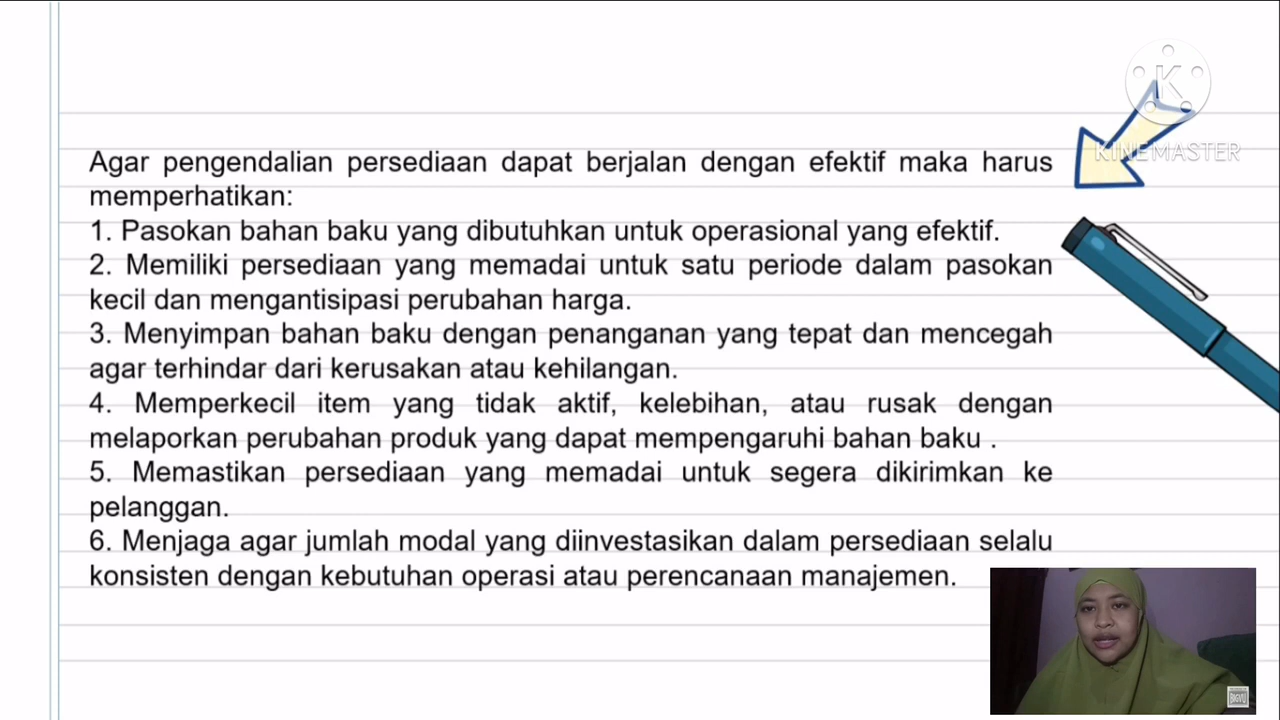 Agar pengendalian persediaan dapat berjalan dengan efektif maka harus
memperhatikan:
1. Pasokan bahan baku yang dibutuhkan untuk operasional yang efektif.
2. Memiliki persediaan yang memadai untuk satu periode dalam pasokan
kecil dan mengantisipasi perubahan harga.
3. Menyimpan bahan baku dengan penanganan yang tepat dan mencegah
agar terhindar dari kerusakan atau kehilangan.
4. Memperkecil item yang tidak aktif, kelebihan, atau rusak dengan
melaporkan perubahan produk yang dapat mempengaruhi bahan baku .
5. Memastikan persediaan yang memadai untuk segera dikirimkan ke
pelanggan.
6. Menjaga agar jumlah modal yang diinvestasikan dalam persediaan selalu
konsisten dengan kebutuhan operasi atau perencanaan manajemen.
K
KINEMASTER
BIGVU